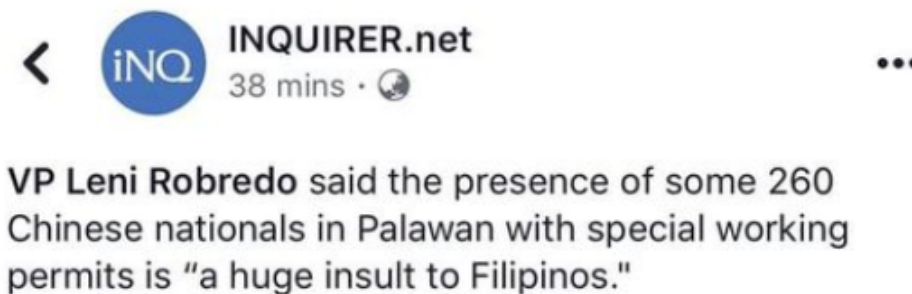 iNQ
INQUIRER.net
38 mins ·
VP Leni Robredo said the presence of some 260
Chinese nationals in Palawan with special working
permits is “a huge insult to Filipinos."